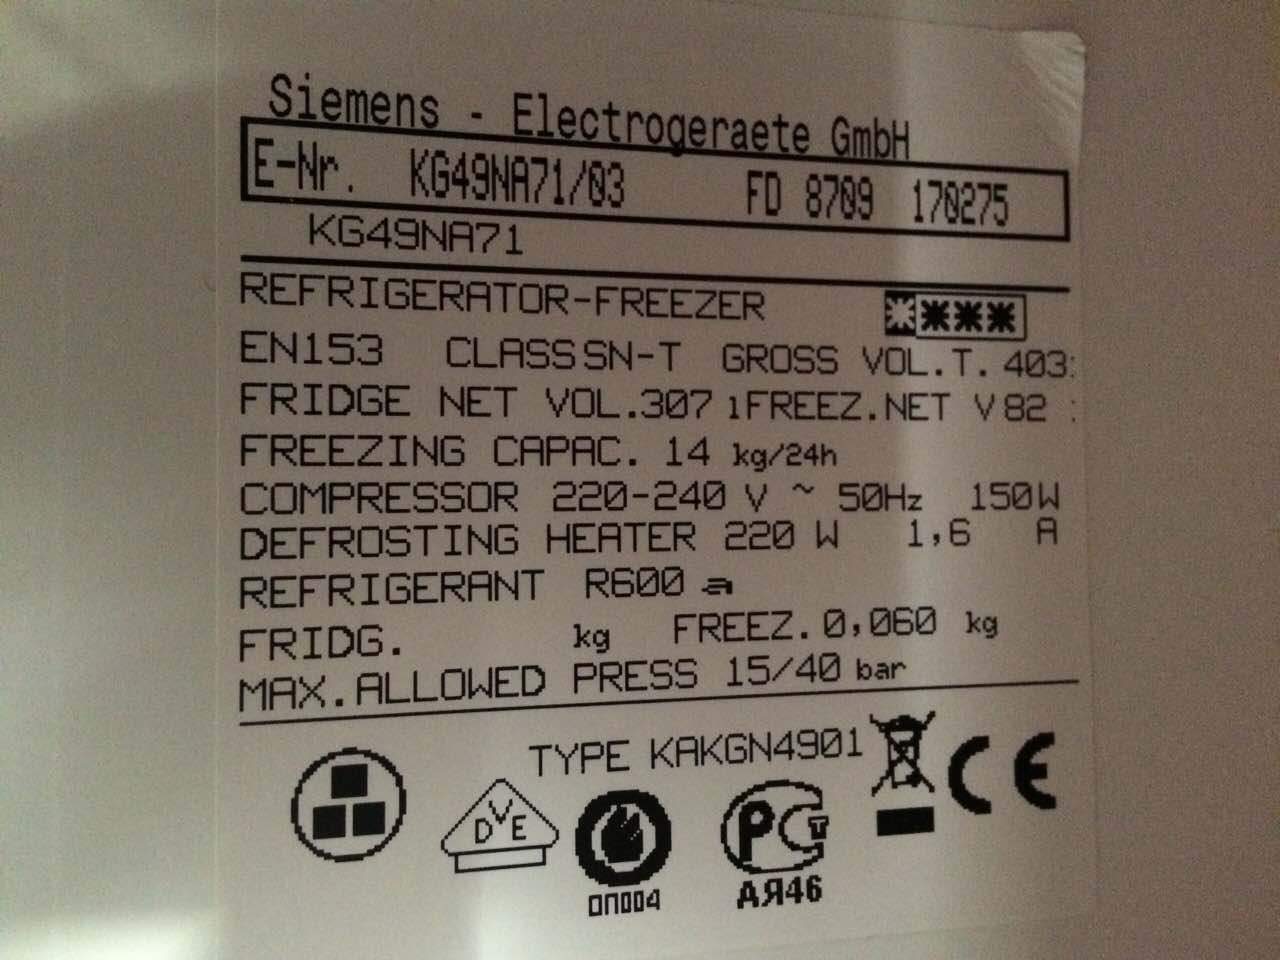 Siemens - Electrogeraete GmbH
E-Nr. KG49NA71/03 FD 8709 170275
KG49NA71
REFRIGERATOR-FREEZER
EN153 CLASS SN-T GROSS VOL.T. 403
FRIDGE NET VOL.307 l FREEZ.NET V 82
FREEZING CAPAC. 14 kg/24h
COMPRESSOR 220-240 V ~ 50Hz 150W
DEFROSTING HEATER 220 W 1,6 A
REFRIGERANT R600 a
FRIDG. kg FREEZ. 0,060 kg
MAX.ALLOWED PRESS 15/40 bar
TYPE KAKGN4901
CE
DVE
РСТ
ОП004
АЯ46